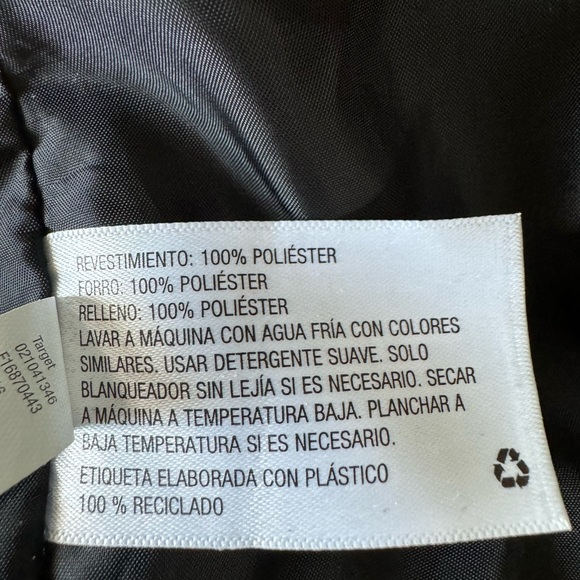 REVESTIMIENTO: 100% POLIÉSTER
FORRO: 100% POLIÉSTER
RELLENO: 100% POLIÉSTER
LAVAR A MÁQUINA CON AGUA FRÍA CON COLORES
SIMILARES. USAR DETERGENTE SUAVE. SOLO
BLANQUEADOR SIN LEJÍA SI ES NECESARIO. SECAR
A MÁQUINA A TEMPERATURA BAJA. PLANCHAR A
BAJA TEMPERATURA SI ES NECESARIO.
ETIQUETA ELABORADA CON PLÁSTICO
100 % RECICLADO
Target
021041346
F16870443